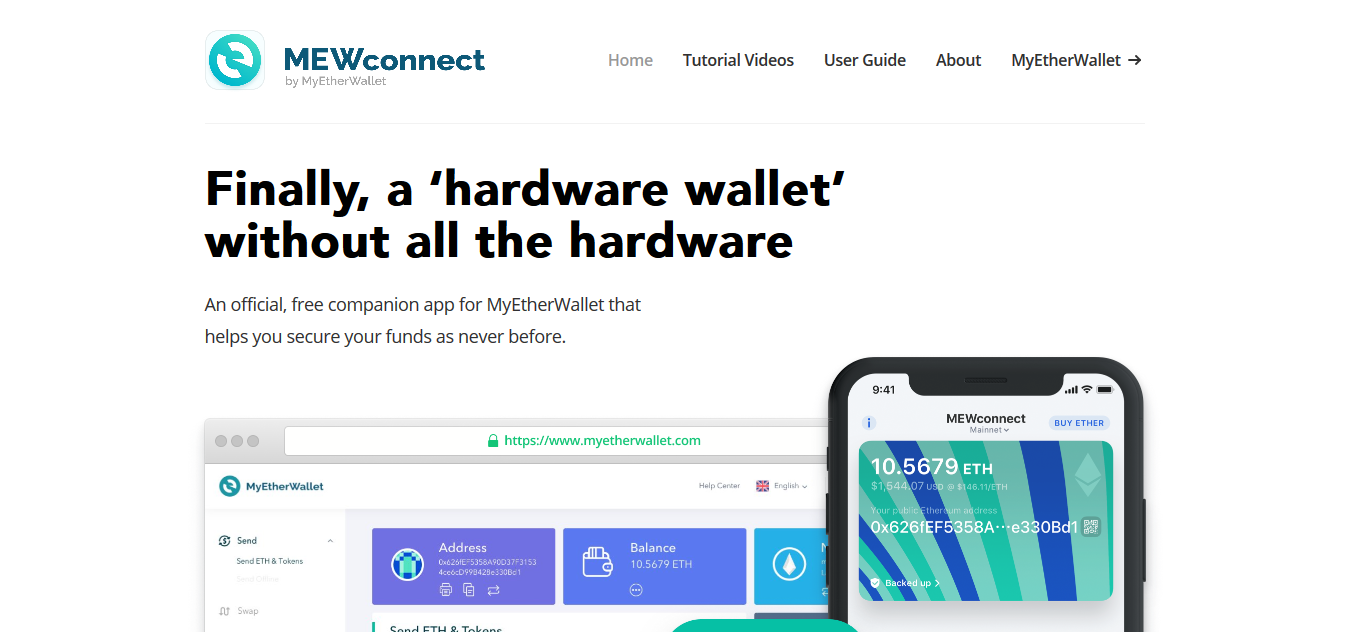 MEWconnect
by MyEtherWallet
Home Tutorial Videos User Guide About MyEtherWallet →
Finally, a ‘hardware wallet’
without all the hardware
An official, free companion app for MyEtherWallet that
helps you secure your funds as never before.
https://www.myetherwallet.com
MyEtherWallet
Help Center English
Send
Send ETH & Tokens
Send Offline
Swap
Address
0x626fEF5358A90D37F3153
4ce6cD998428e330Bd1
Balance
10.5679 ETH
Send ETH & Tokens
9:41
MEWconnect
Mainnet
BUY ETHER
10.5679 ETH
$1,544.07 USD @ $146.11/ETH
Your public Ethereum address
0x626fEF5358A···e330Bd1
Backed up